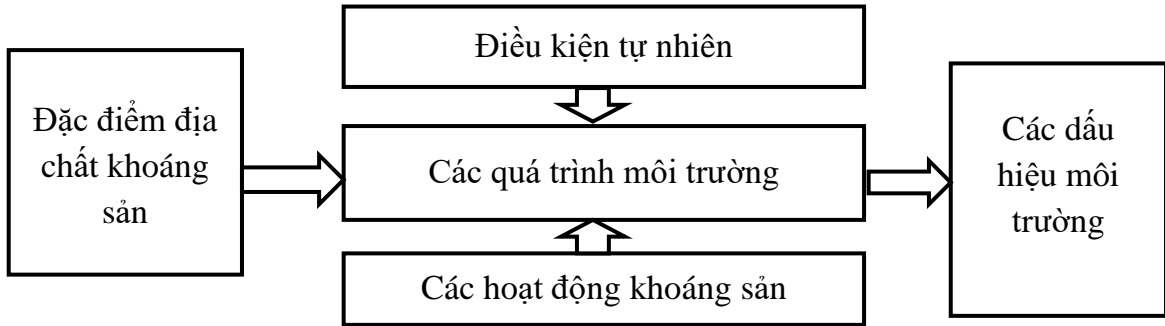 Điều kiện tự nhiên
Đặc điểm địa
chất khoáng
sản
Các quá trình môi trường
Các dấu
hiệu môi
trường
Các hoạt động khoáng sản